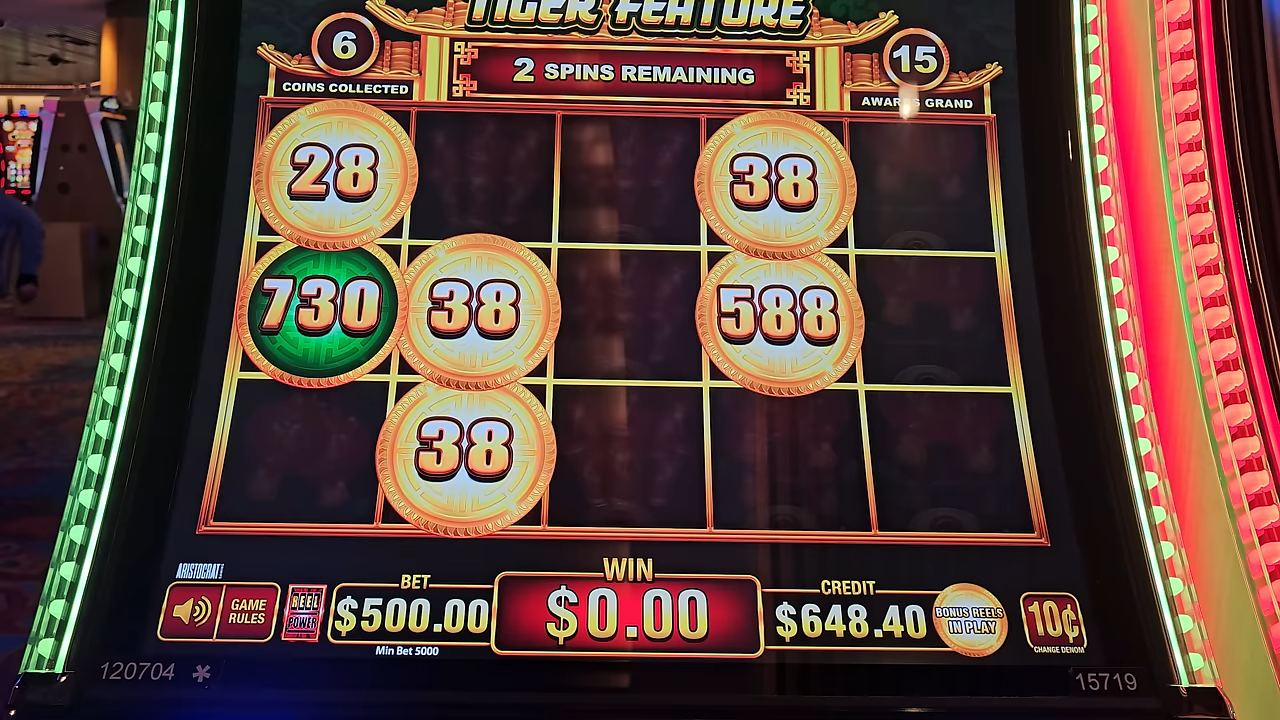 TIGER FEATURE
6
COINS COLLECTED
2 SPINS REMAINING
15
AWARDS GRAND
28
38
730
38
588
38
ARISTOCRAT
GAME RULES
REEL POWER
BET
$500.00
Min Bet 5000
WIN
$0.00
CREDIT
$648.40
BONUS REELS
IN PLAY
10¢
CHANGE DENOM
120704 *
15719